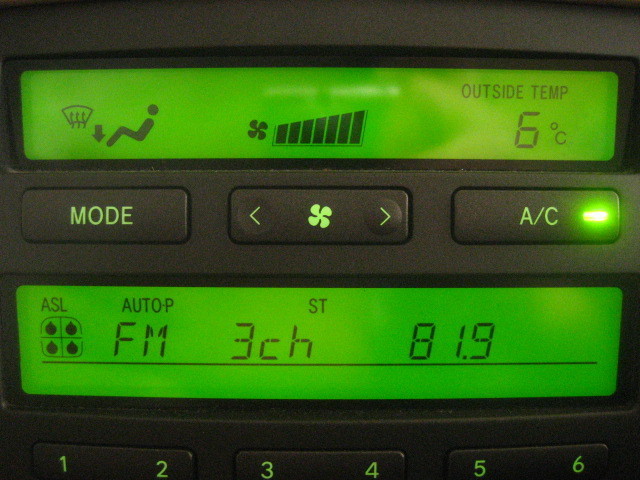 OUTSIDE TEMP
6°C
MODE < > A/C
ASL AUTO·P ST
FM 3ch 81.9
1 2 3 4 5 6